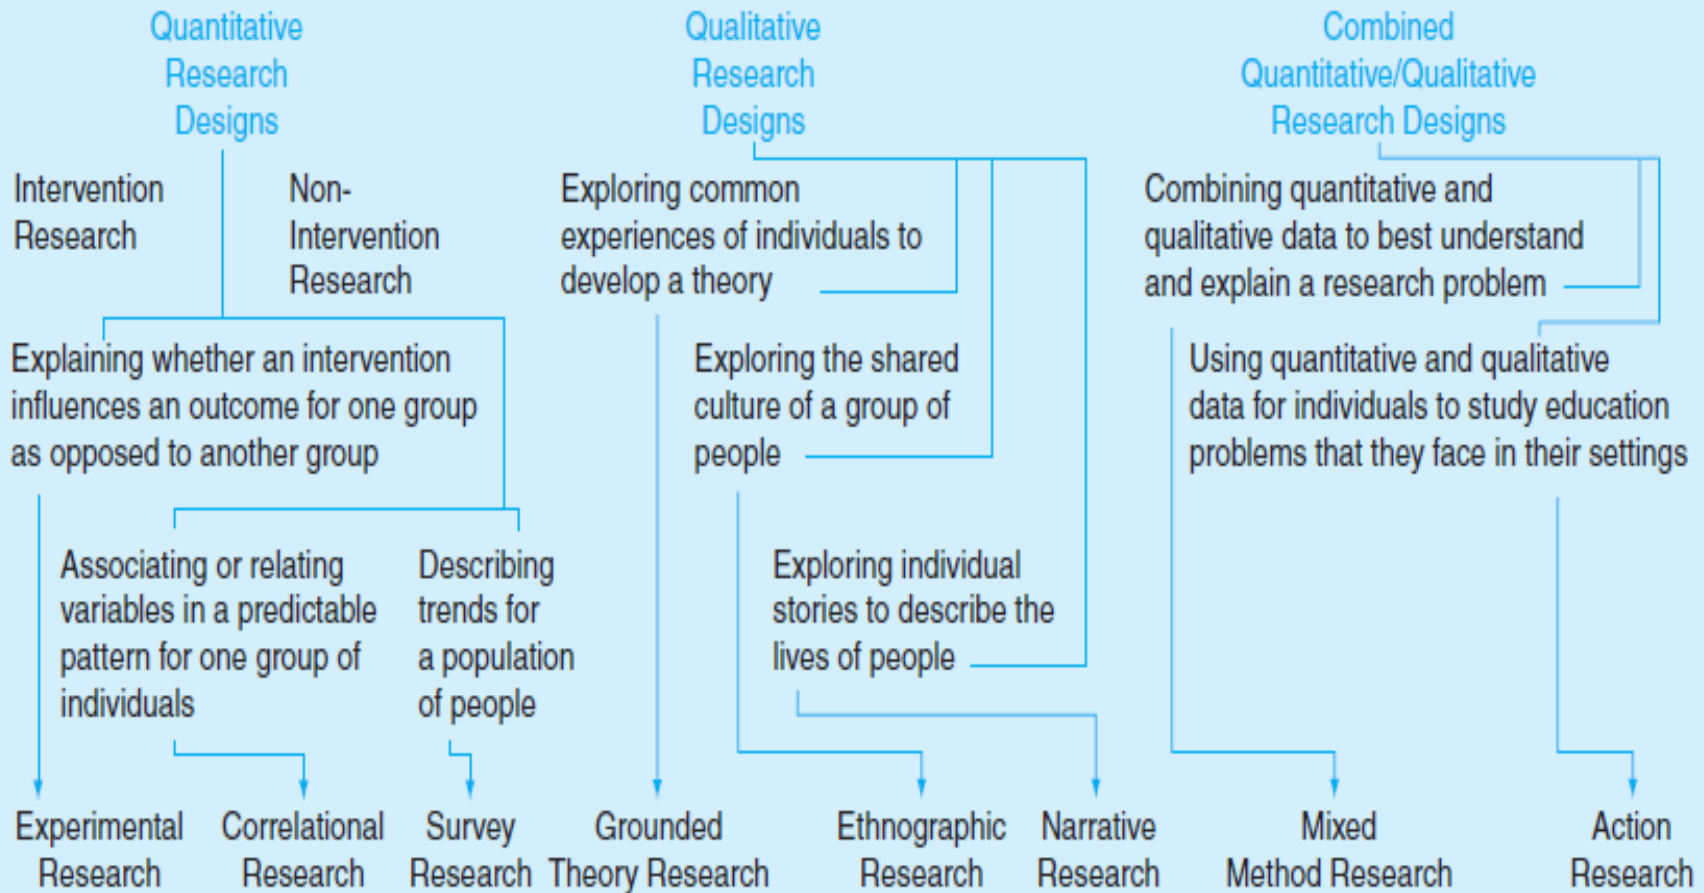 Quantitative
Research
Designs
Qualitative
Research
Designs
Combined
Quantitative/Qualitative
Research Designs
Intervention
Research
Non-
Intervention
Research
Exploring common
experiences of individuals to
develop a theory
Combining quantitative and
qualitative data to best understand
and explain a research problem
Explaining whether an intervention
influences an outcome for one group
as opposed to another group
Exploring the shared
culture of a group of
people
Using quantitative and qualitative
data for individuals to study education
problems that they face in their settings
Associating or relating
variables in a predictable
pattern for one group of
individuals
Describing
trends for
a population
of people
Exploring individual
stories to describe the
lives of people
Experimental
Research
Correlational
Research
Survey
Research
Grounded
Theory Research
Ethnographic
Research
Narrative
Research
Mixed
Method Research
Action
Research